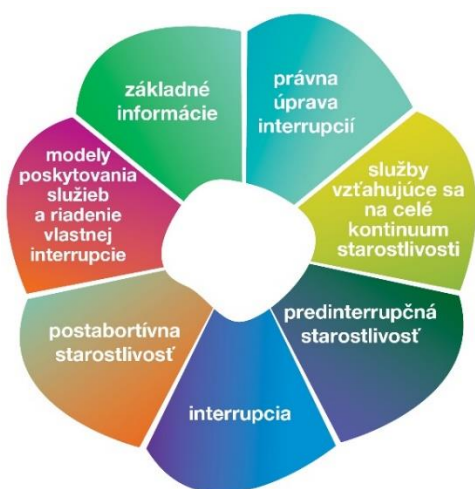 základné
informácie
právna
úprava
interrupcií
služby
vzťahujúce sa
na celé
kontinuum
starostlivosti
predinterrupčná
starostlivosť
interrupcia
postabortívna
starostlivosť
modely
poskytovania
služieb
a riadenie
vlastnej
interrupcie